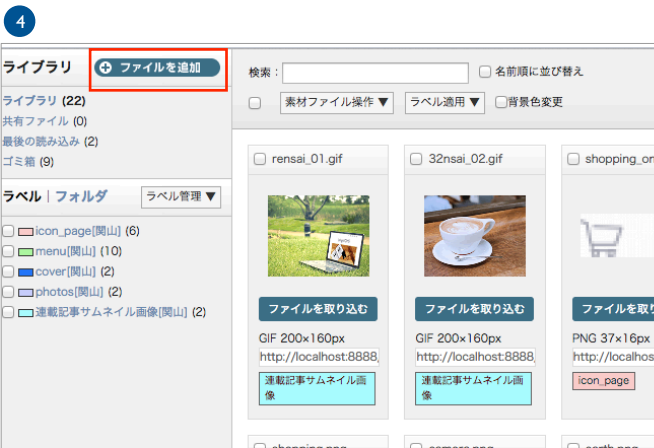 4
ライブラリ ファイルを追加
ライブラリ (22)
共有ファイル (0)
最後の読み込み (2)
ゴミ箱 (9)
ラベル | フォルダ ラベル管理 ▼
icon_page[関山] (6)
menu[関山] (10)
cover[関山] (2)
photos[関山] (2)
連載記事サムネイル画像[関山] (2)
検索 : 名前順に並び替え
素材ファイル操作 ▼ ラベル適用 ▼ 背景色変更
rensai_01.gif 32nsai_02.gif shopping_on
ファイルを取り込む ファイルを取り込む ファイルを取り
GIF 200×160px GIF 200×160px PNG 37×16px
http://localhost:8888, http://localhost:8888 http://localhos
連載記事サムネイル画 連載記事サムネイル画 icon_page
像 像
shopping.png camera.png earth.png